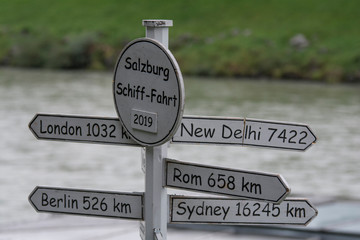 Salzburg
Schiff-Fahrt
2019
London 1032 km
New Delhi 7422
Rom 658 km
Berlin 526 km
Sydney 16245 km